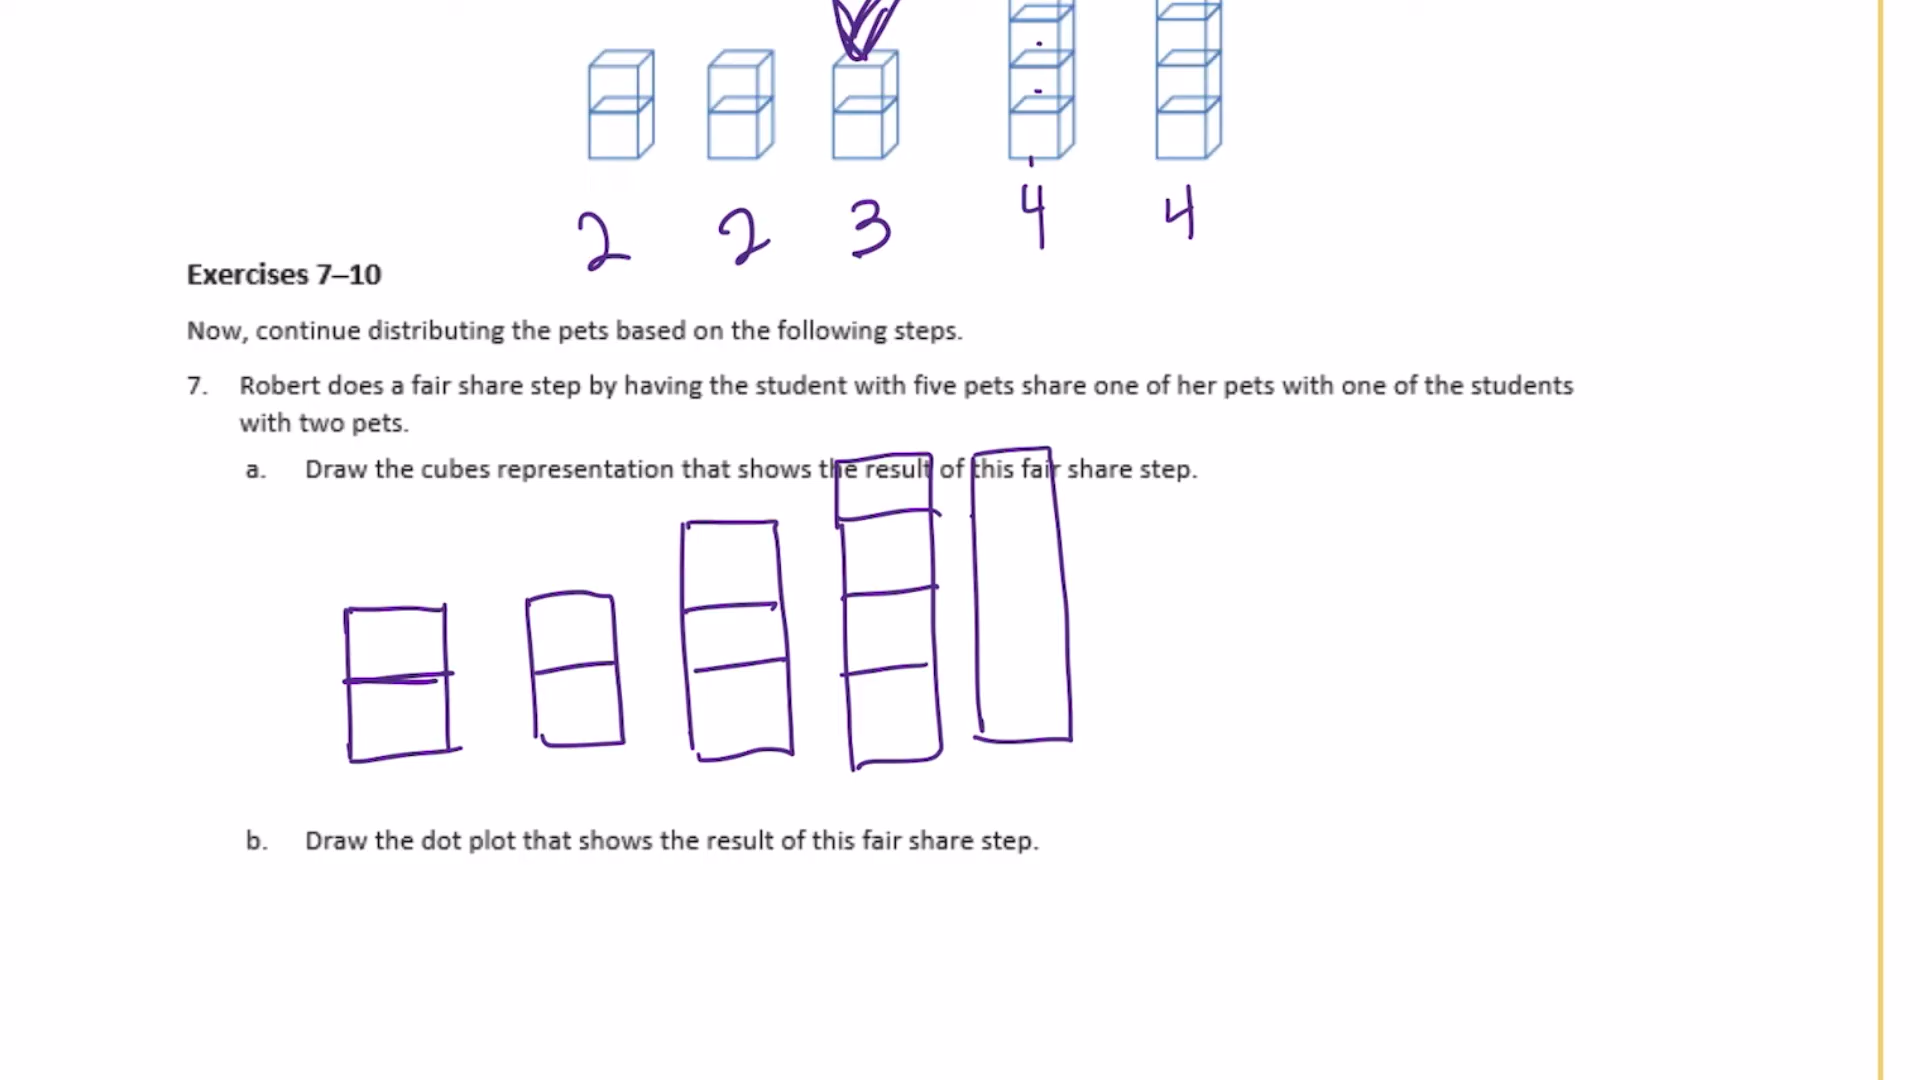 2 2 3 4 4
Exercises 7–10
Now, continue distributing the pets based on the following steps.
7. Robert does a fair share step by having the student with five pets share one of her pets with one of the students
with two pets.
a. Draw the cubes representation that shows the result of this fair share step.
b. Draw the dot plot that shows the result of this fair share step.